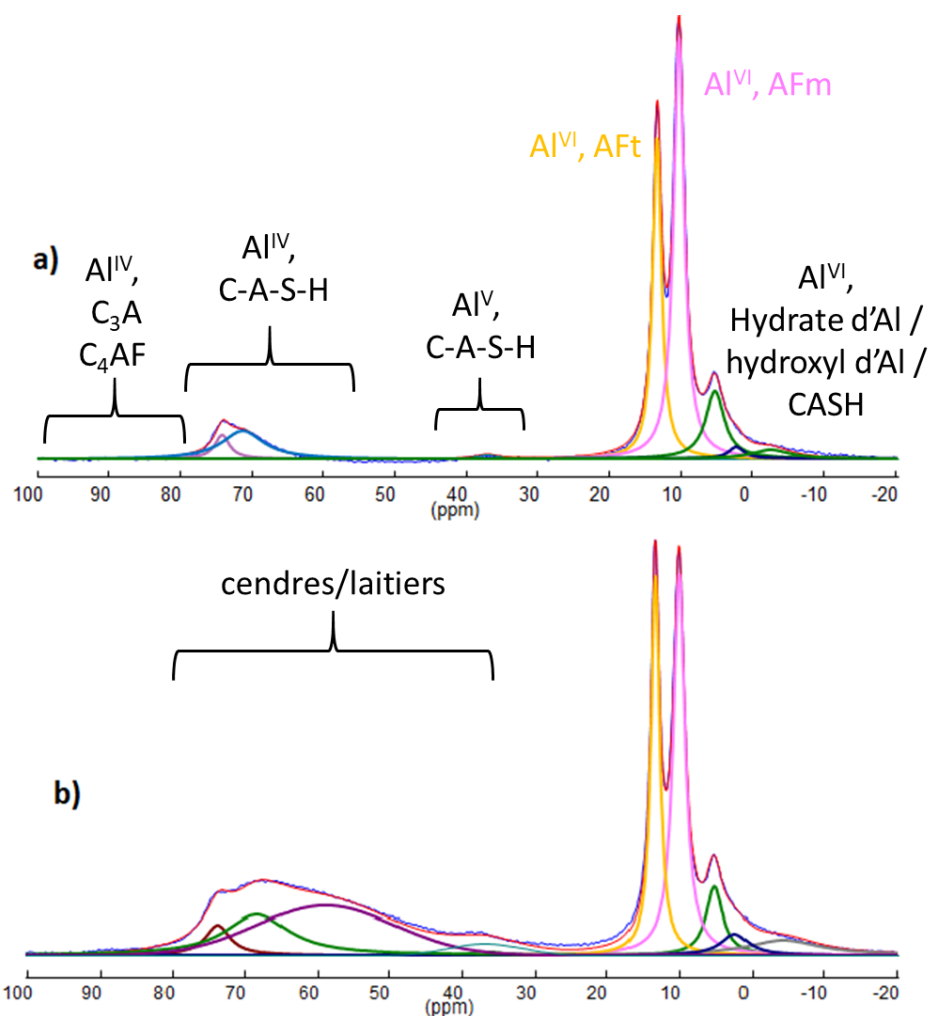 a)
Al^IV,
C₃A
C₄AF
Al^IV,
C-A-S-H
Al^V,
C-A-S-H
Al^VI, AFt
Al^VI, AFm
Al^VI,
Hydrate d’Al /
hydroxyl d’Al /
CASH
100 90 80 70 60 50 40 30 20 10 0 -10 -20
(ppm)
b)
cendres/laitiers
100 90 80 70 60 50 40 30 20 10 0 -10 -20
(ppm)